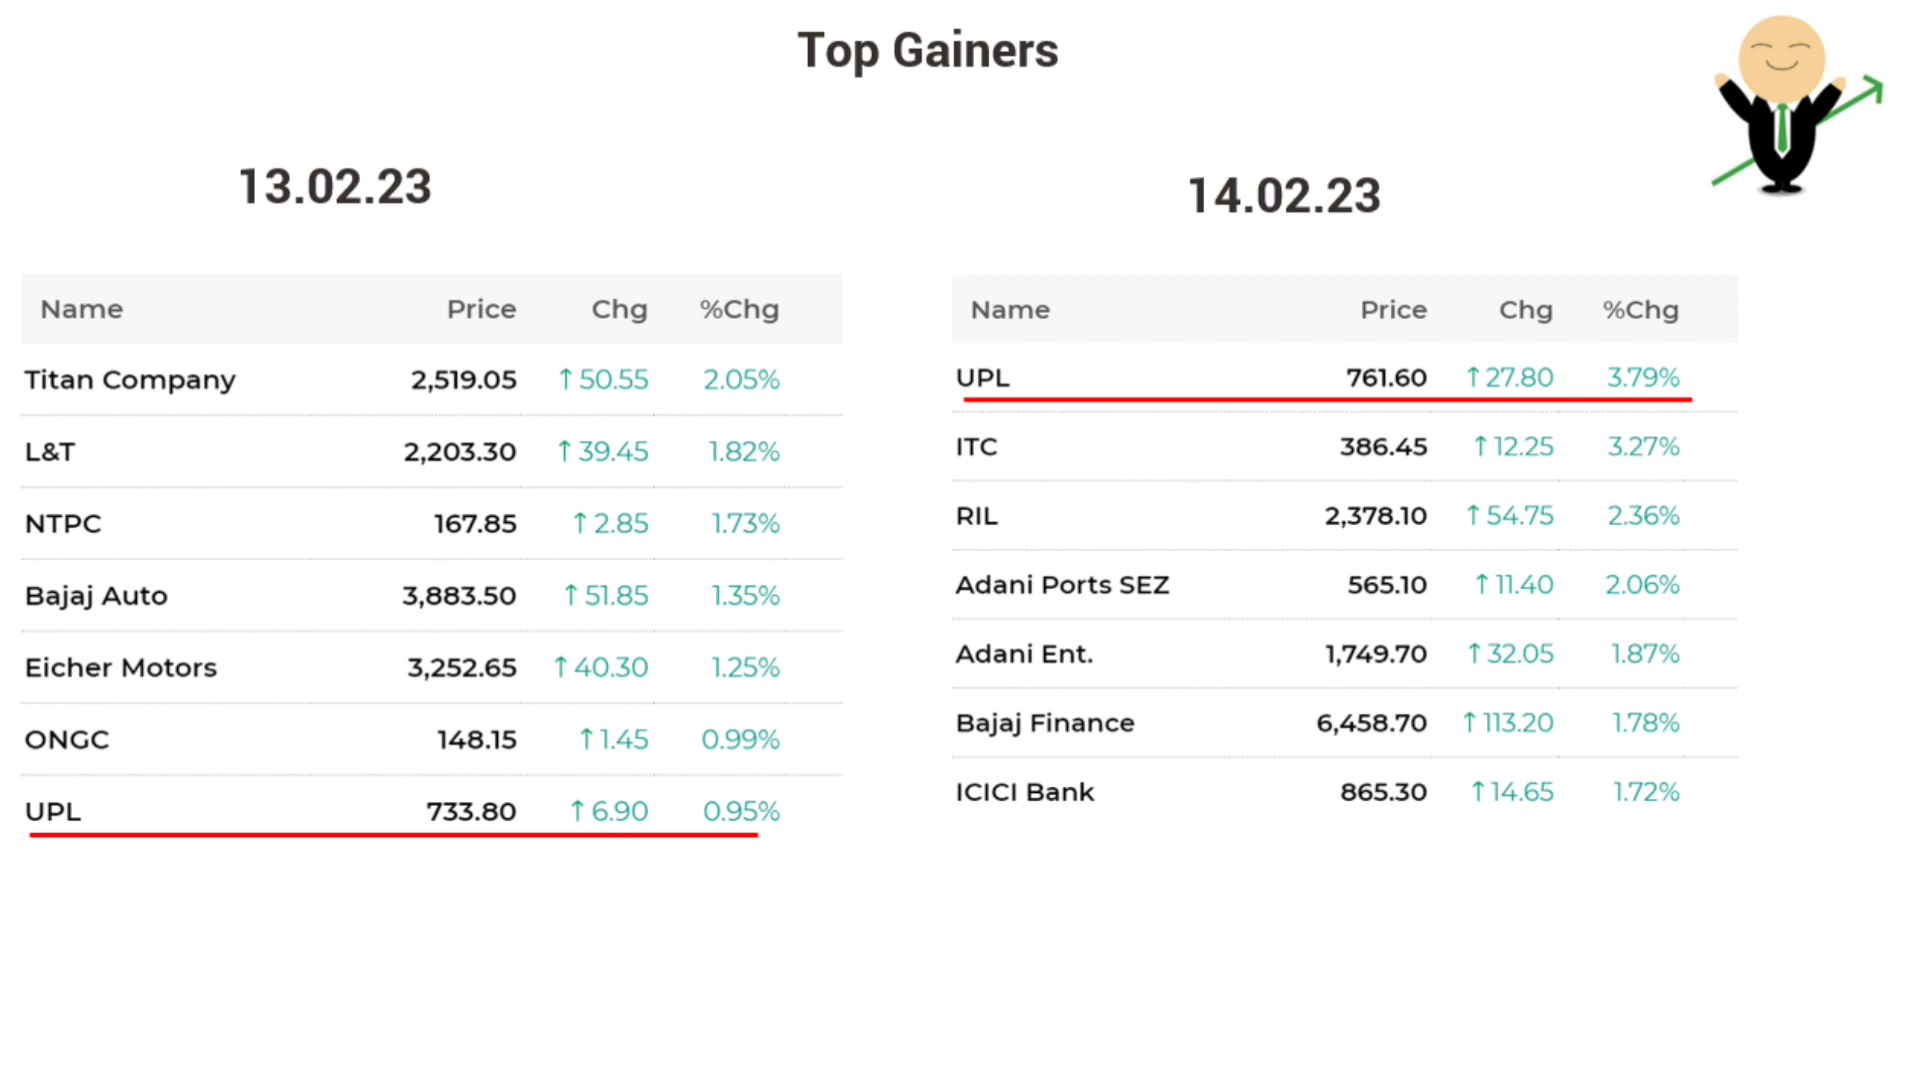 Top Gainers
13.02.23
Name Price Chg %Chg
Titan Company 2,519.05 ↑ 50.55 2.05%
L&T 2,203.30 ↑ 39.45 1.82%
NTPC 167.85 ↑ 2.85 1.73%
Bajaj Auto 3,883.50 ↑ 51.85 1.35%
Eicher Motors 3,252.65 ↑ 40.30 1.25%
ONGC 148.15 ↑ 1.45 0.99%
UPL 733.80 ↑ 6.90 0.95%
14.02.23
Name Price Chg %Chg
UPL 761.60 ↑ 27.80 3.79%
ITC 386.45 ↑ 12.25 3.27%
RIL 2,378.10 ↑ 54.75 2.36%
Adani Ports SEZ 565.10 ↑ 11.40 2.06%
Adani Ent. 1,749.70 ↑ 32.05 1.87%
Bajaj Finance 6,458.70 ↑ 113.20 1.78%
ICICI Bank 865.30 ↑ 14.65 1.72%